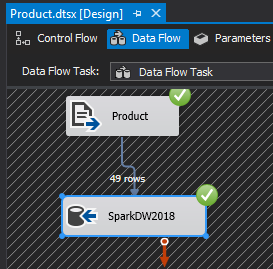 Product.dtsx [Design]
Control Flow
Data Flow
Parameters
Data Flow Task:
Data Flow Task
Product
49 rows
SparkDW2018